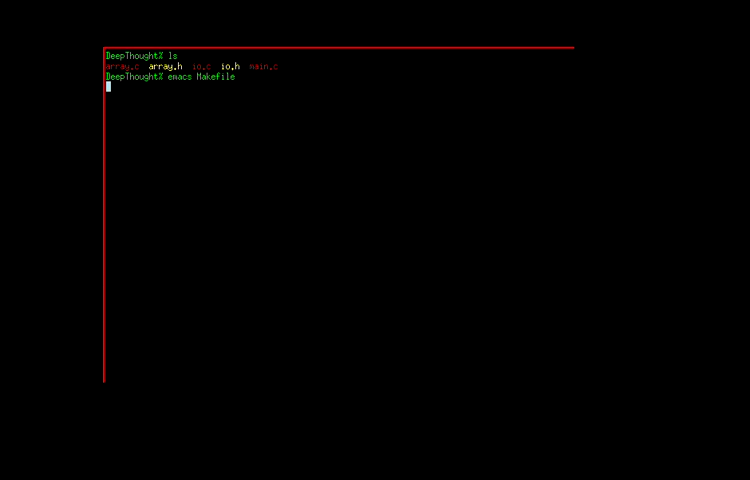 DeepThought% ls
array.c array.h io.c io.h main.c
DeepThought% emacs Makefile